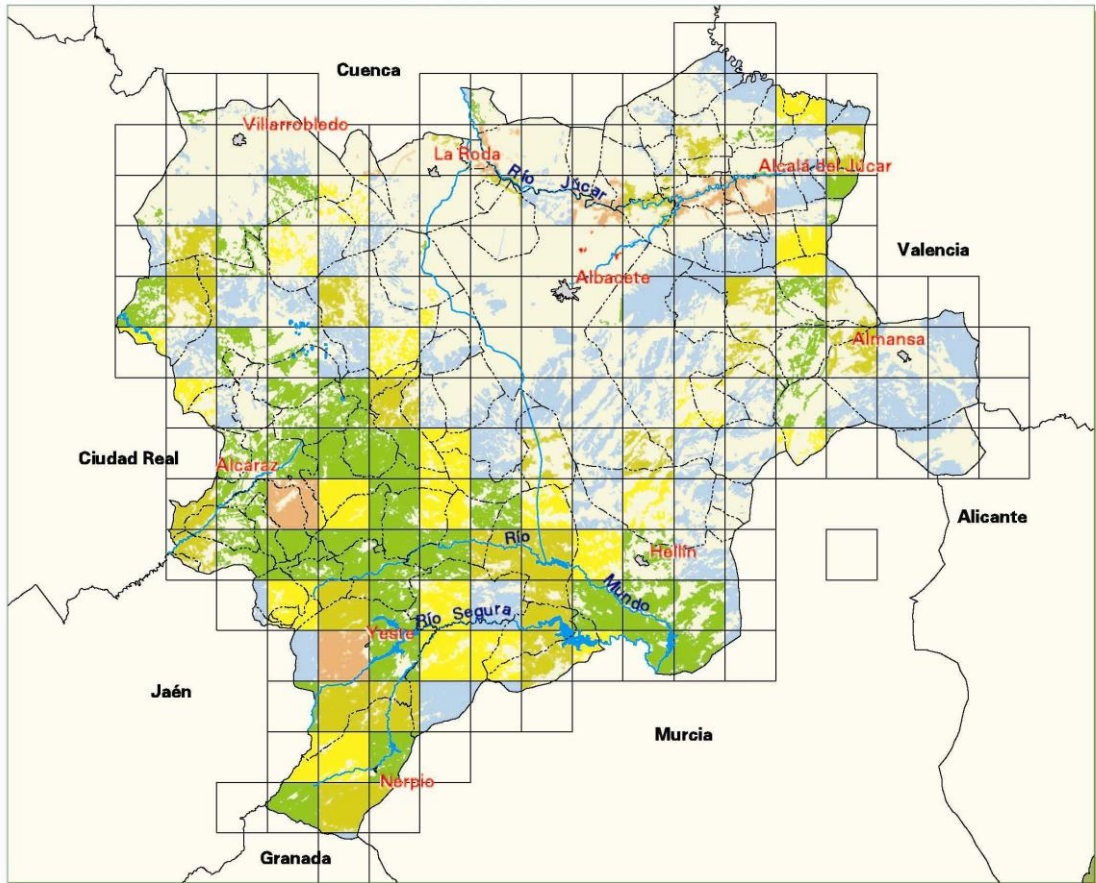 Cuenca
Villarrobledo
La Roda
Río Júcar
Alcalá del Júcar
Valencia
Albacete
Almansa
Ciudad Real
Alcaraz
Alicante
Río Mundo
Hellín
Río Segura
Yeste
Jaén
Murcia
Nerpio
Granada